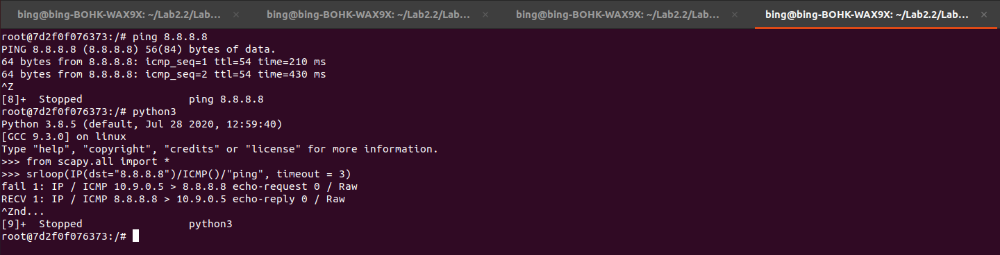 bing@bing-BOHK-WAX9X: ~/Lab2.2/Lab... × bing@bing-BOHK-WAX9X: ~/Lab2.2/Lab... × bing@bing-BOHK-WAX9X: ~/Lab2.2/Lab... × bing@bing-BOHK-WAX9X: ~/Lab2.2/Lab... ×
root@7d2f0f076373:/# ping 8.8.8.8
PING 8.8.8.8 (8.8.8.8) 56(84) bytes of data.
64 bytes from 8.8.8.8: icmp_seq=1 ttl=54 time=210 ms
64 bytes from 8.8.8.8: icmp_seq=2 ttl=54 time=430 ms
^Z
[8]+  Stopped                 ping 8.8.8.8
root@7d2f0f076373:/# python3
Python 3.8.5 (default, Jul 28 2020, 12:59:40)
[GCC 9.3.0] on linux
Type "help", "copyright", "credits" or "license" for more information.
>>> from scapy.all import *
>>> srloop(IP(dst="8.8.8.8")/ICMP()/"ping", timeout = 3)
fail 1: IP / ICMP 10.9.0.5 > 8.8.8.8 echo-request 0 / Raw
RECV 1: IP / ICMP 8.8.8.8 > 10.9.0.5 echo-reply 0 / Raw
^Znd...
[9]+  Stopped                 python3
root@7d2f0f076373:/#